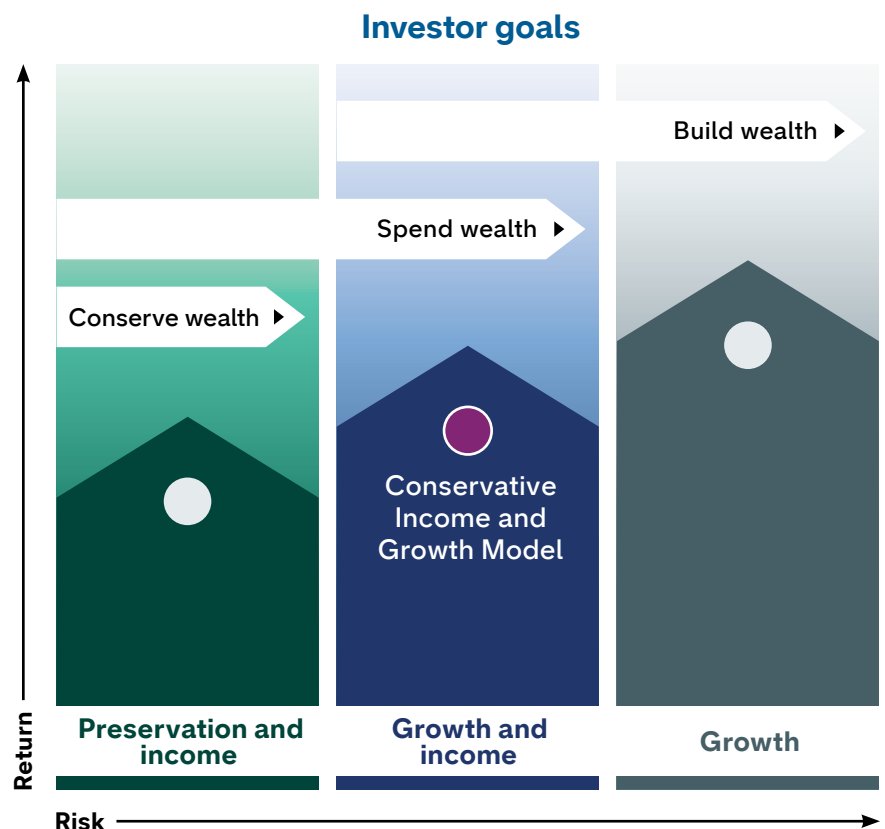 Investor goals
Build wealth
Spend wealth
Conserve wealth
Conservative
Income and
Growth Model
Return
Preservation and
income
Growth and
income
Growth
Risk